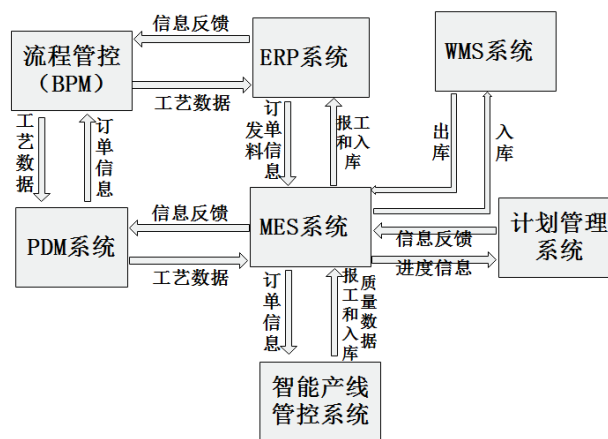 信息反馈
流程管控
（BPM）
ERP系统
WMS系统
工艺数据
工艺数据
订单信息
发料
订单信息
报工
和入库
出库
入库
PDM系统
信息反馈
工艺数据
MES系统
信息反馈
进度信息
计划管理
系统
订单信息
报工和入库
质量数据
智能产线
管控系统